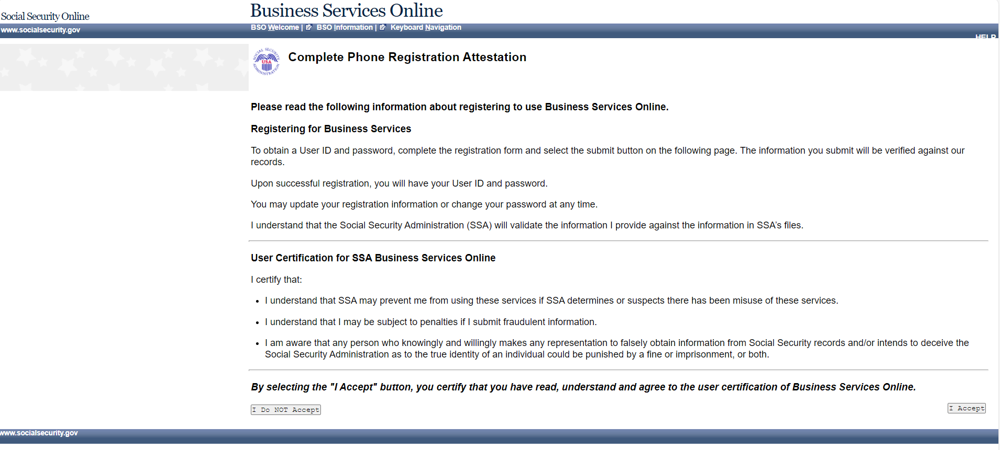 Social Security Online
Business Services Online
www.socialsecurity.gov
BSO Welcome | BSO Information | Keyboard Navigation
HELP
SOCIAL SECURITY ADMINISTRATION
USA
Complete Phone Registration Attestation
Please read the following information about registering to use Business Services Online.
Registering for Business Services
To obtain a User ID and password, complete the registration form and select the submit button on the following page. The information you submit will be verified against our
records.
Upon successful registration, you will have your User ID and password.
You may update your registration information or change your password at any time.
I understand that the Social Security Administration (SSA) will validate the information I provide against the information in SSA’s files.
User Certification for SSA Business Services Online
I certify that:
• I understand that SSA may prevent me from using these services if SSA determines or suspects there has been misuse of these services.
• I understand that I may be subject to penalties if I submit fraudulent information.
• I am aware that any person who knowingly and willingly makes any representation to falsely obtain information from Social Security records and/or intends to deceive the
Social Security Administration as to the true identity of an individual could be punished by a fine or imprisonment, or both.
By selecting the "I Accept" button, you certify that you have read, understand and agree to the user certification of Business Services Online.
I Do NOT Accept
I Accept
www.socialsecurity.gov